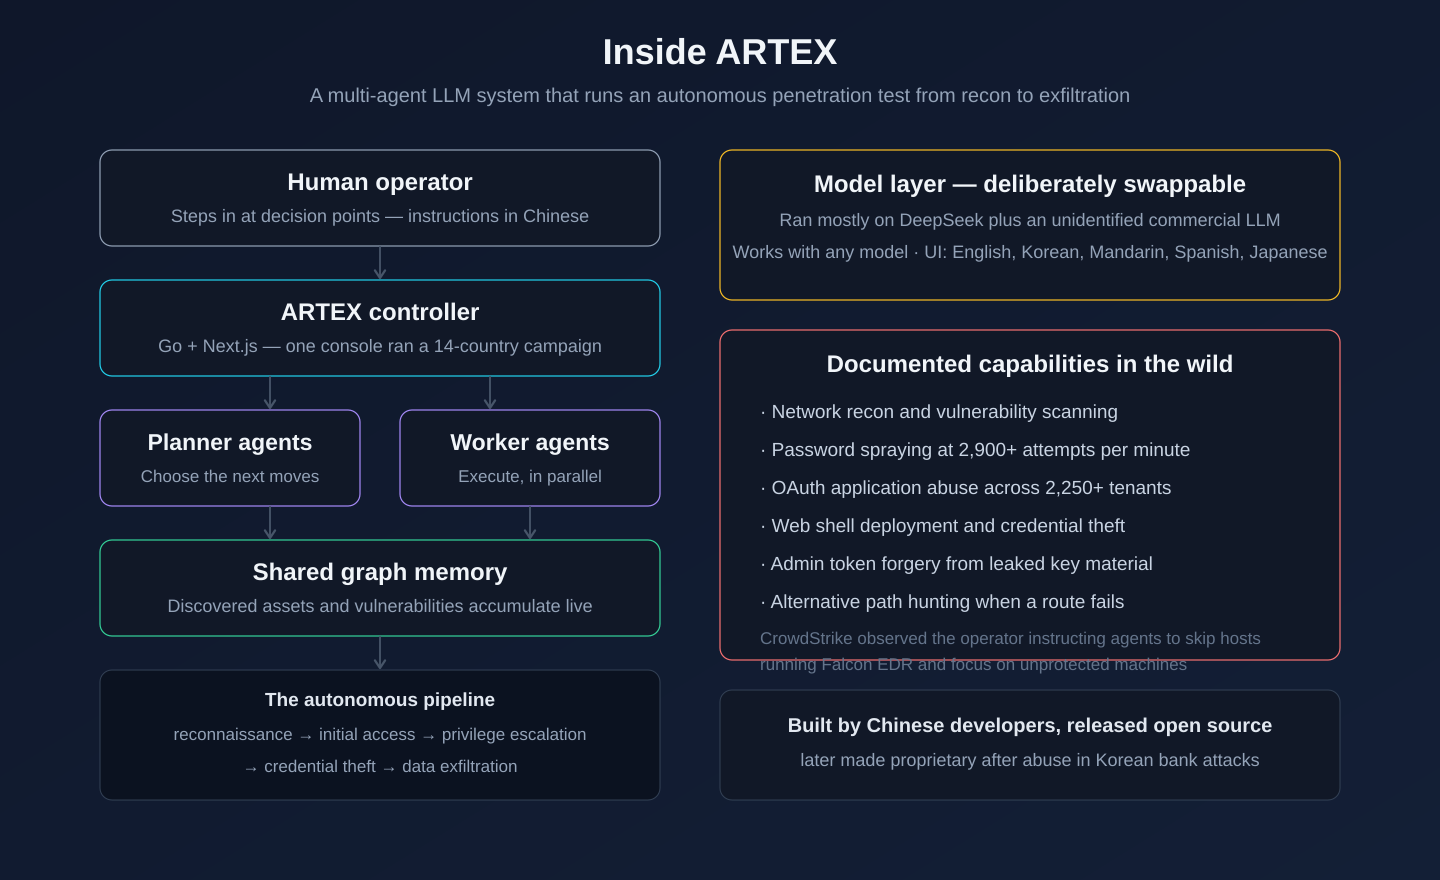 Inside ARTEX
A multi-agent LLM system that runs an autonomous penetration test from recon to exfiltration
Human operator
Steps in at decision points — instructions in Chinese
ARTEX controller
Go + Next.js — one console ran a 14-country campaign
Planner agents
Choose the next moves
Worker agents
Execute, in parallel
Shared graph memory
Discovered assets and vulnerabilities accumulate live
The autonomous pipeline
reconnaissance → initial access → privilege escalation
→ credential theft → data exfiltration
Model layer — deliberately swappable
Ran mostly on DeepSeek plus an unidentified commercial LLM
Works with any model · UI: English, Korean, Mandarin, Spanish, Japanese
Documented capabilities in the wild
· Network recon and vulnerability scanning
· Password spraying at 2,900+ attempts per minute
· OAuth application abuse across 2,250+ tenants
· Web shell deployment and credential theft
· Admin token forgery from leaked key material
· Alternative path hunting when a route fails
CrowdStrike observed the operator instructing agents to skip hosts
running Falcon EDR and focus on unprotected machines
Built by Chinese developers, released open source
later made proprietary after abuse in Korean bank attacks